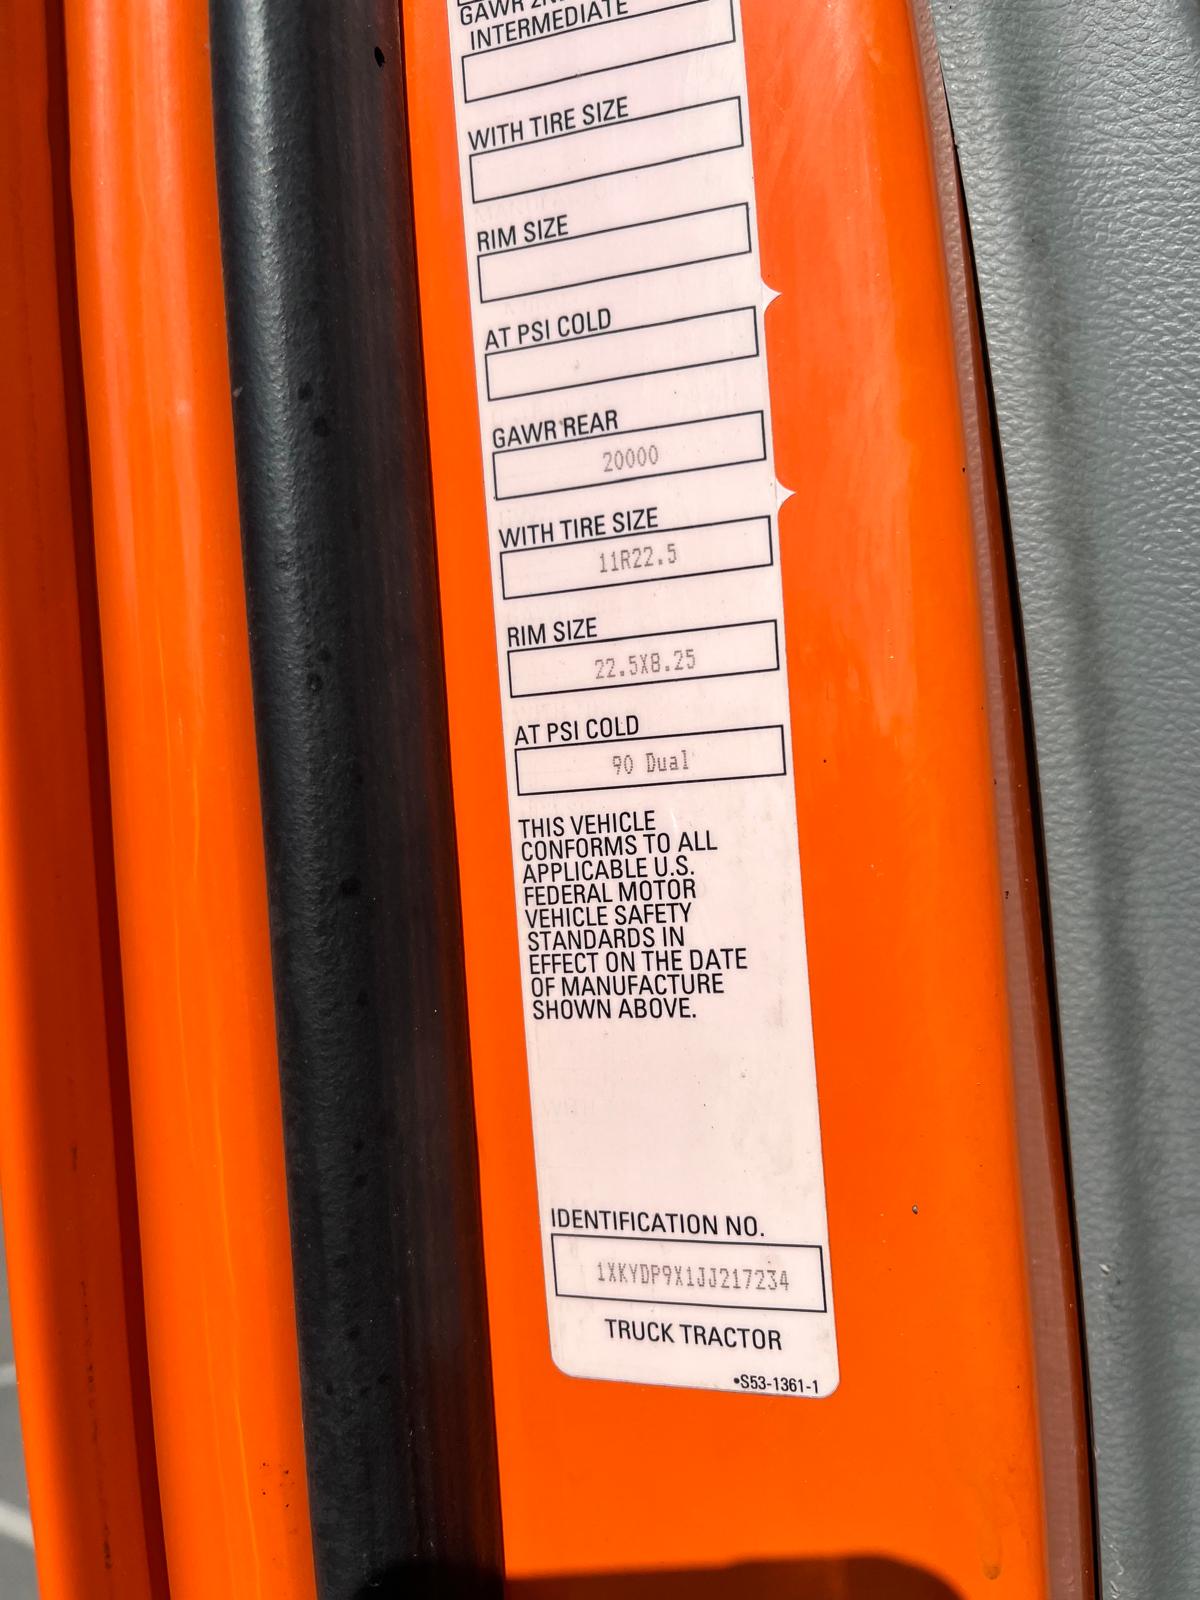 GAWR 2N
INTERMEDIATE
WITH TIRE SIZE
RIM SIZE
AT PSI COLD
GAWR REAR
20000
WITH TIRE SIZE
11R22.5
RIM SIZE
22.5X8.25
AT PSI COLD
90 Dual
THIS VEHICLE
CONFORMS TO ALL
APPLICABLE U.S.
FEDERAL MOTOR
VEHICLE SAFETY
STANDARDS IN
EFFECT ON THE DATE
OF MANUFACTURE
SHOWN ABOVE.
IDENTIFICATION NO.
1XKYDP9X1JJ217234
TRUCK TRACTOR
•S53-1361-1